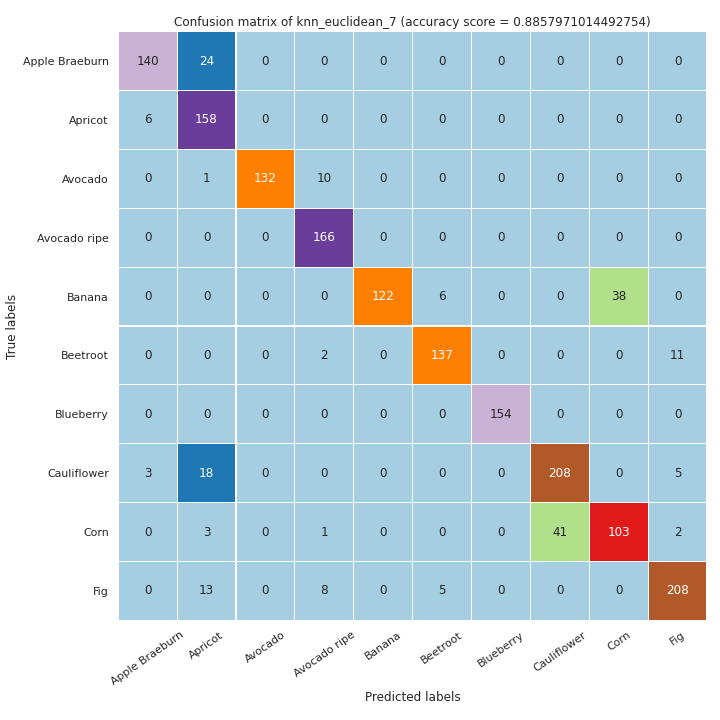 Confusion matrix of knn_euclidean_7 (accuracy score = 0.8857971014492754)
Apple Braeburn 140 24 0 0 0 0 0 0 0 0
Apricot 6 158 0 0 0 0 0 0 0 0
Avocado 0 1 132 10 0 0 0 0 0 0
Avocado ripe 0 0 0 166 0 0 0 0 0 0
Banana 0 0 0 0 122 6 0 0 38 0
Beetroot 0 0 0 2 0 137 0 0 0 11
Blueberry 0 0 0 0 0 0 154 0 0 0
Cauliflower 3 18 0 0 0 0 0 208 0 5
Corn 0 3 0 1 0 0 0 41 103 2
Fig 0 13 0 8 0 5 0 0 0 208
True labels
Apple Braeburn Apricot Avocado Avocado ripe Banana Beetroot Blueberry Cauliflower Corn Fig
Predicted labels